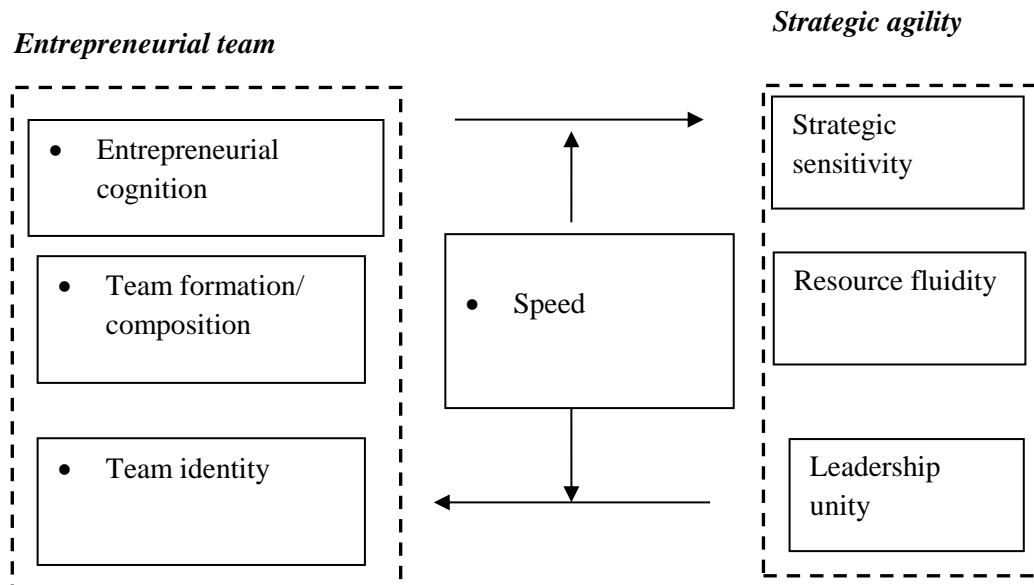 Entrepreneurial team
Strategic agility
• Entrepreneurial
cognition
• Team formation/
composition
• Team identity
• Speed
Strategic
sensitivity
Resource fluidity
Leadership
unity